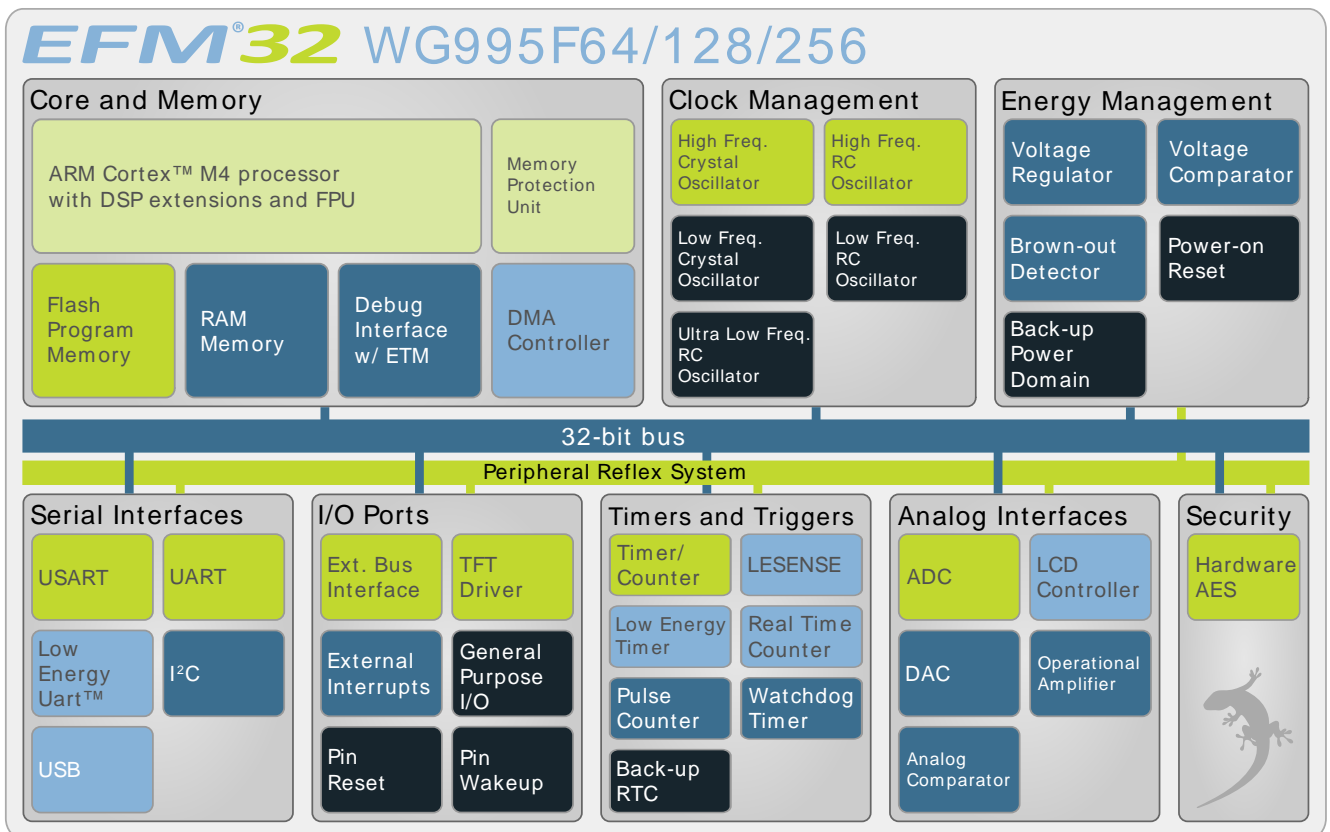 EFM®32 WG995F64/128/256
Core and Memory
ARM Cortex™ M4 processor
with DSP extensions and FPU
Memory
Protection
Unit
Flash
Program
Memory
RAM
Memory
Debug
Interface
w/ ETM
DMA
Controller
Clock Management
High Freq.
Crystal
Oscillator
High Freq.
RC
Oscillator
Low Freq.
Crystal
Oscillator
Low Freq.
RC
Oscillator
Ultra Low Freq.
RC
Oscillator
Energy Management
Voltage
Regulator
Voltage
Comparator
Brown-out
Detector
Power-on
Reset
Back-up
Power
Domain
32-bit bus
Peripheral Reflex System
Serial Interfaces
USART
UART
Low
Energy
Uart™
I²C
USB
I/O Ports
Ext. Bus
Interface
TFT
Driver
External
Interrupts
General
Purpose
I/O
Pin
Reset
Pin
Wakeup
Timers and Triggers
Timer/
Counter
LESENSE
Low Energy
Timer
Real Time
Counter
Pulse
Counter
Watchdog
Timer
Back-up
RTC
Analog Interfaces
ADC
LCD
Controller
DAC
Operational
Amplifier
Analog
Comparator
Security
Hardware
AES